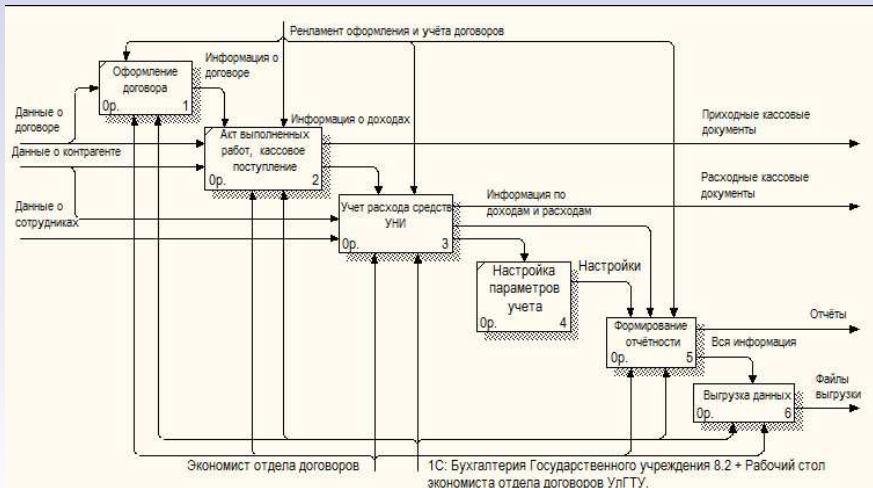 Регламент оформления и учёта договоров
Информация о
договоре
Оформление
договора
0р. 1
Данные о
договоре
Информация о доходах
Приходные кассовые
документы
Акт выполненных
работ, кассовое
поступление
0р. 2
Данные о контрагенте
Информация по
доходам и расходам
Расходные кассовые
документы
Данные о
сотрудниках
Учет расхода средств
УНИ
0р. 3
Настройка
параметров
учета
0р. 4
Настройки
Формирование
отчётности
0р. 5
Отчёты
Вся информация
Выгрузка данных
0р. 6
Файлы
выгрузки
Экономист отдела договоров
1С: Бухгалтерия Государственного учреждения 8.2 + Рабочий стол
экономиста отдела договоров УлГТУ.